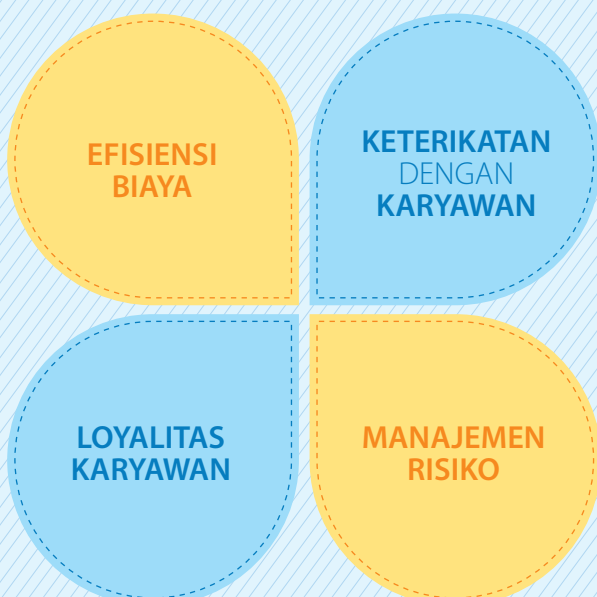 EFISIENSI
BIAYA
KETERIKATAN
DENGAN
KARYAWAN
LOYALITAS
KARYAWAN
MANAJEMEN
RISIKO